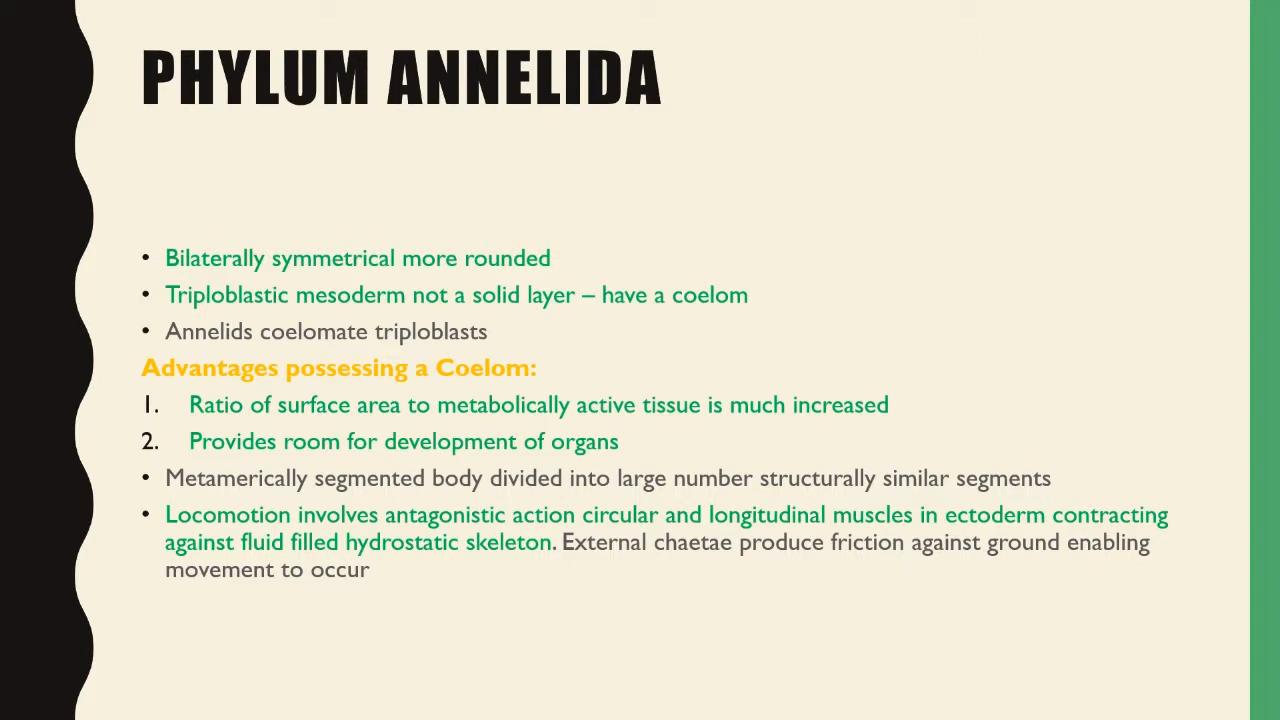 PHYLUM ANNELIDA
• Bilaterally symmetrical more rounded
• Triploblastic mesoderm not a solid layer – have a coelom
• Annelids coelomate triploblasts
Advantages possessing a Coelom:
1. Ratio of surface area to metabolically active tissue is much increased
2. Provides room for development of organs
• Metamerically segmented body divided into large number structurally similar segments
• Locomotion involves antagonistic action circular and longitudinal muscles in ectoderm contracting
against fluid filled hydrostatic skeleton. External chaetae produce friction against ground enabling
movement to occur